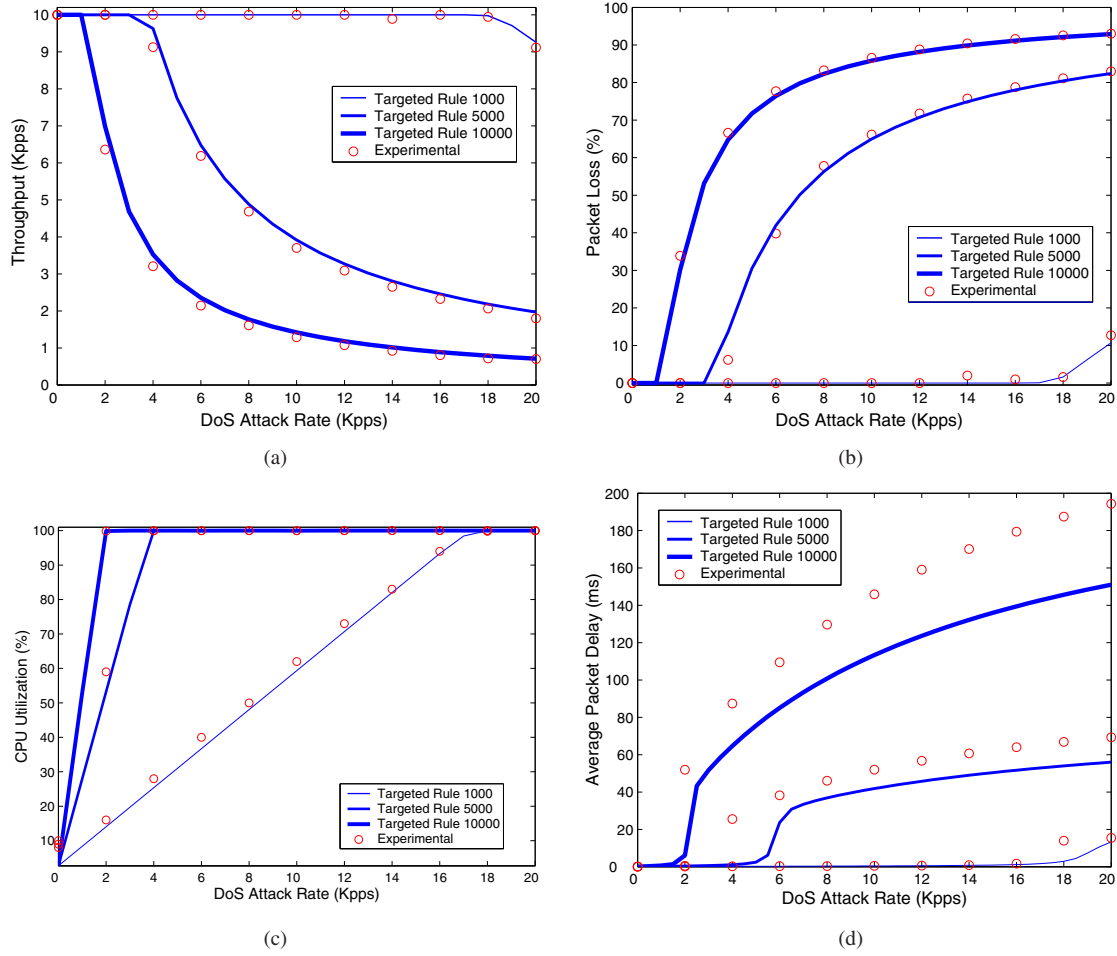 10
9
8
7
6
5
4
3
2
1
0
Throughput (Kpps)
Targeted Rule 1000
Targeted Rule 5000
Targeted Rule 10000
Experimental
0 2 4 6 8 10 12 14 16 18 20
DoS Attack Rate (Kpps)
(a)
100
90
80
70
60
50
40
30
20
10
0
Packet Loss (%)
Targeted Rule 1000
Targeted Rule 5000
Targeted Rule 10000
Experimental
0 2 4 6 8 10 12 14 16 18 20
DoS Attack Rate (Kpps)
(b)
100
90
80
70
60
50
40
30
20
10
CPU Utilization (%)
Targeted Rule 1000
Targeted Rule 5000
Targeted Rule 10000
Experimental
0 2 4 6 8 10 12 14 16 18 20
DoS Attack Rate (Kpps)
(c)
200
180
160
140
120
100
80
60
40
20
0
Average Packet Delay (ms)
Targeted Rule 1000
Targeted Rule 5000
Targeted Rule 10000
Experimental
0 2 4 6 8 10 12 14 16 18 20
DoS Attack Rate (Kpps)
(d)